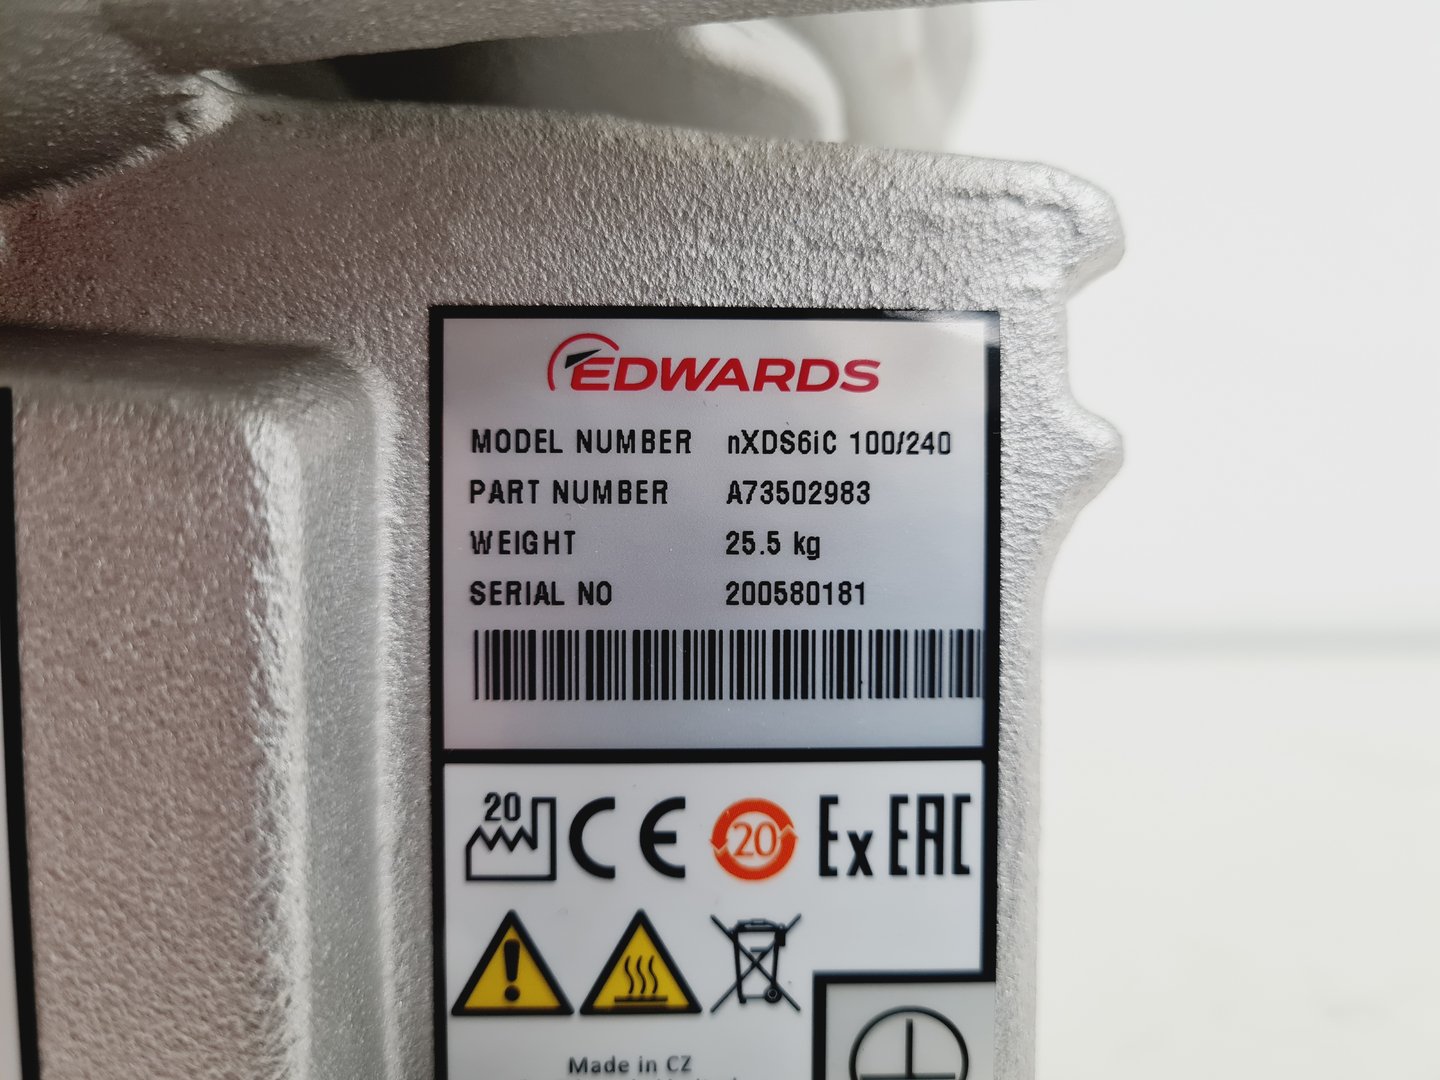 EDWARDS
MODEL NUMBER nXDS6iC 100/240
PART NUMBER A73502983
WEIGHT 25.5 kg
SERIAL NO 200580181
20 CE 20 Ex EAC
Made in CZ